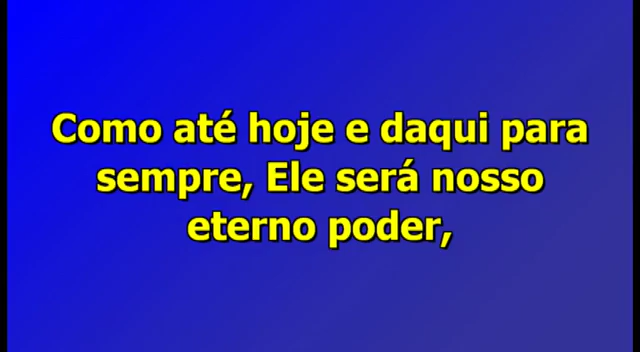 Como até hoje e daqui para
sempre, Ele será nosso
eterno poder,